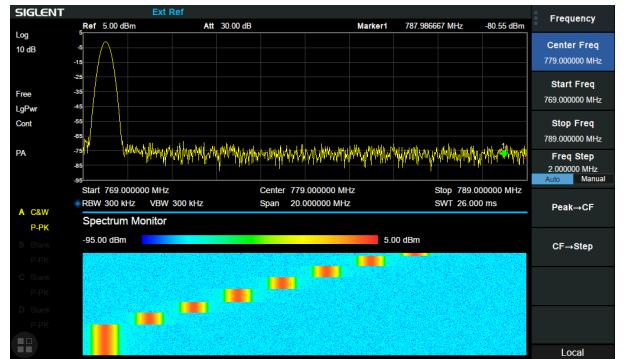 SIGLENT Ext Ref
Ref 5.00 dBm Att 30.00 dB Marker1 787.986667 MHz -80.55 dBm
Log
10 dB
Free
LgPwr
Cont
PA
A C&W
P-PK
B Blank
P-PK
C Blank
P-PK
D Blank
P-PK
5
-5
-15
-25
-35
-45
-55
-65
-75
-85
-95
1
Start 769.000000 MHz Center 779.000000 MHz Stop 789.000000 MHz
RBW 300 kHz VBW 300 kHz Span 20.000000 MHz SWT 26.000 ms
Spectrum Monitor
-95.00 dBm 5.00 dBm
Frequency
Center Freq
779.000000 MHz
Start Freq
769.000000 MHz
Stop Freq
789.000000 MHz
Freq Step
2.000000 MHz
Auto Manual
Peak→CF
CF→Step
Local